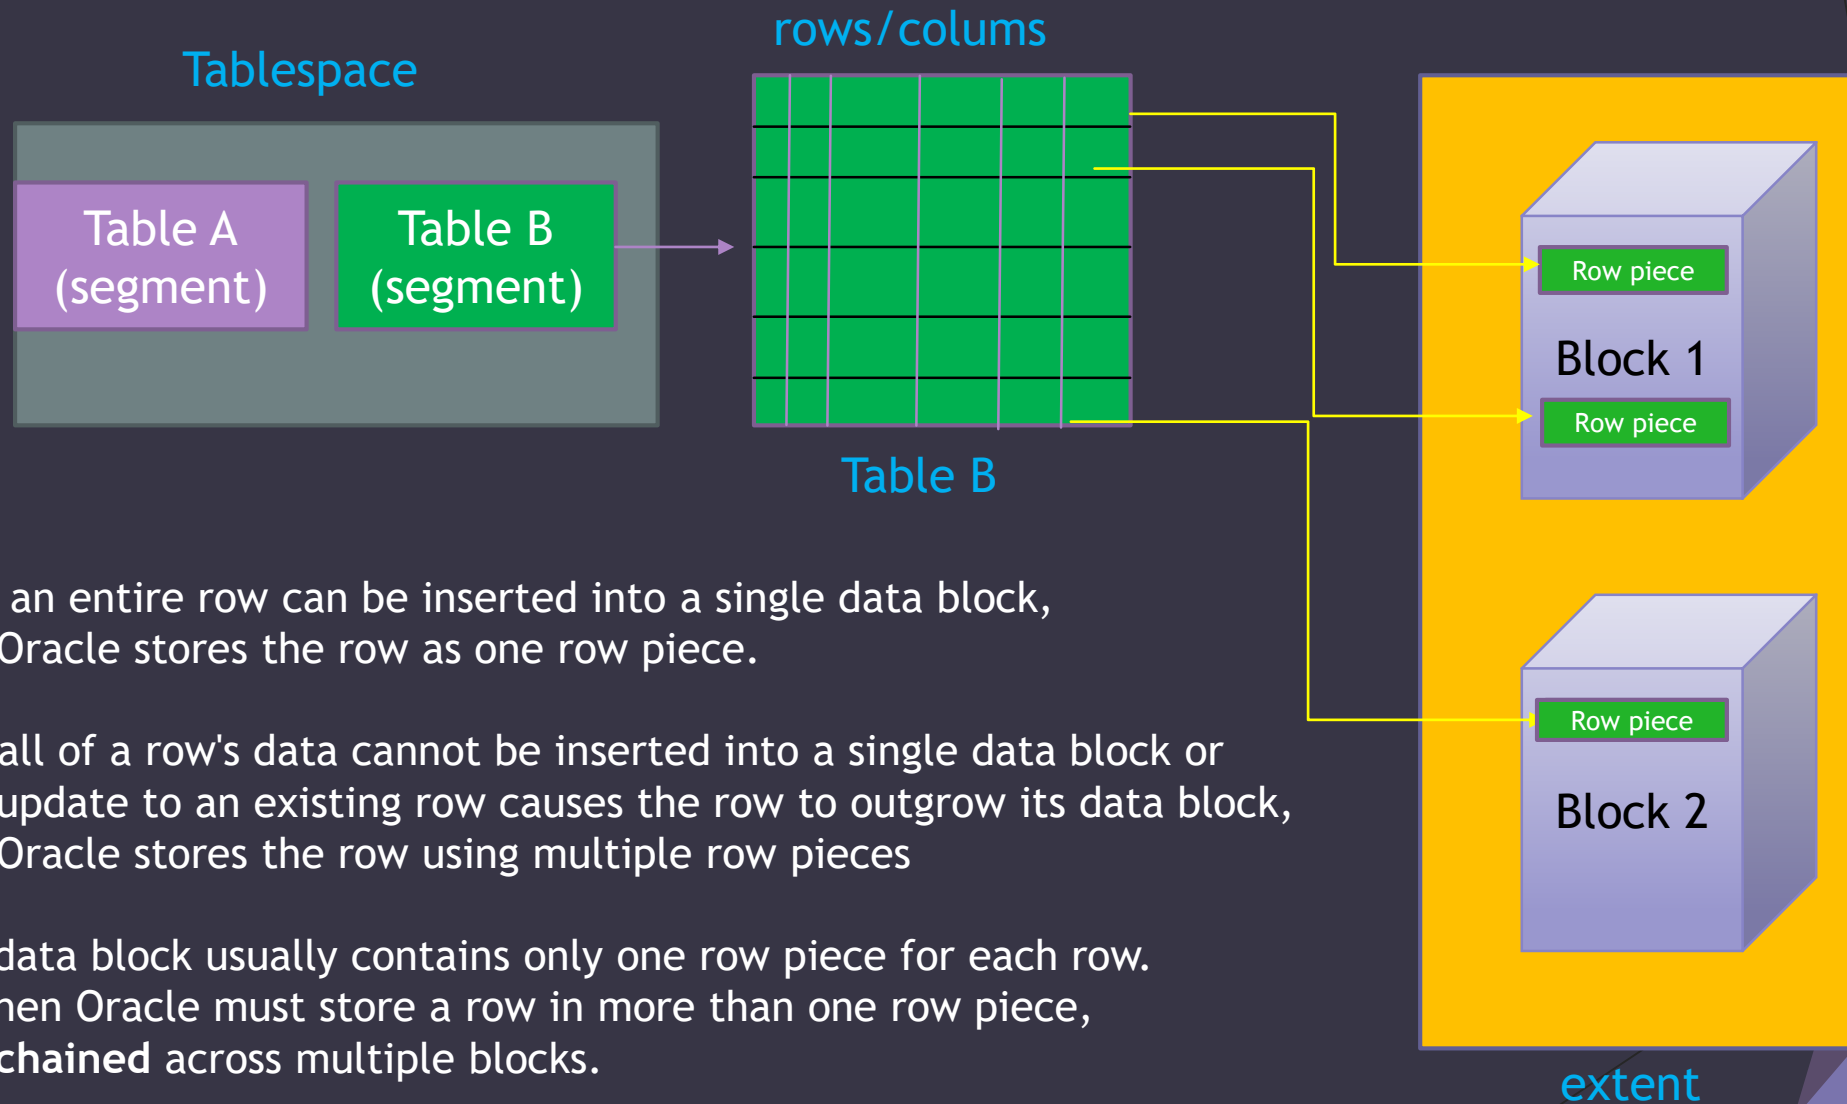 rows/colums
Tablespace
Table A
(segment)
Table B
(segment)
Table B
Row piece
Block 1
Row piece
Row piece
Block 2
extent
an entire row can be inserted into a single data block,
Oracle stores the row as one row piece.
all of a row's data cannot be inserted into a single data block or
update to an existing row causes the row to outgrow its data block,
Oracle stores the row using multiple row pieces
data block usually contains only one row piece for each row.
hen Oracle must store a row in more than one row piece,
chained across multiple blocks.